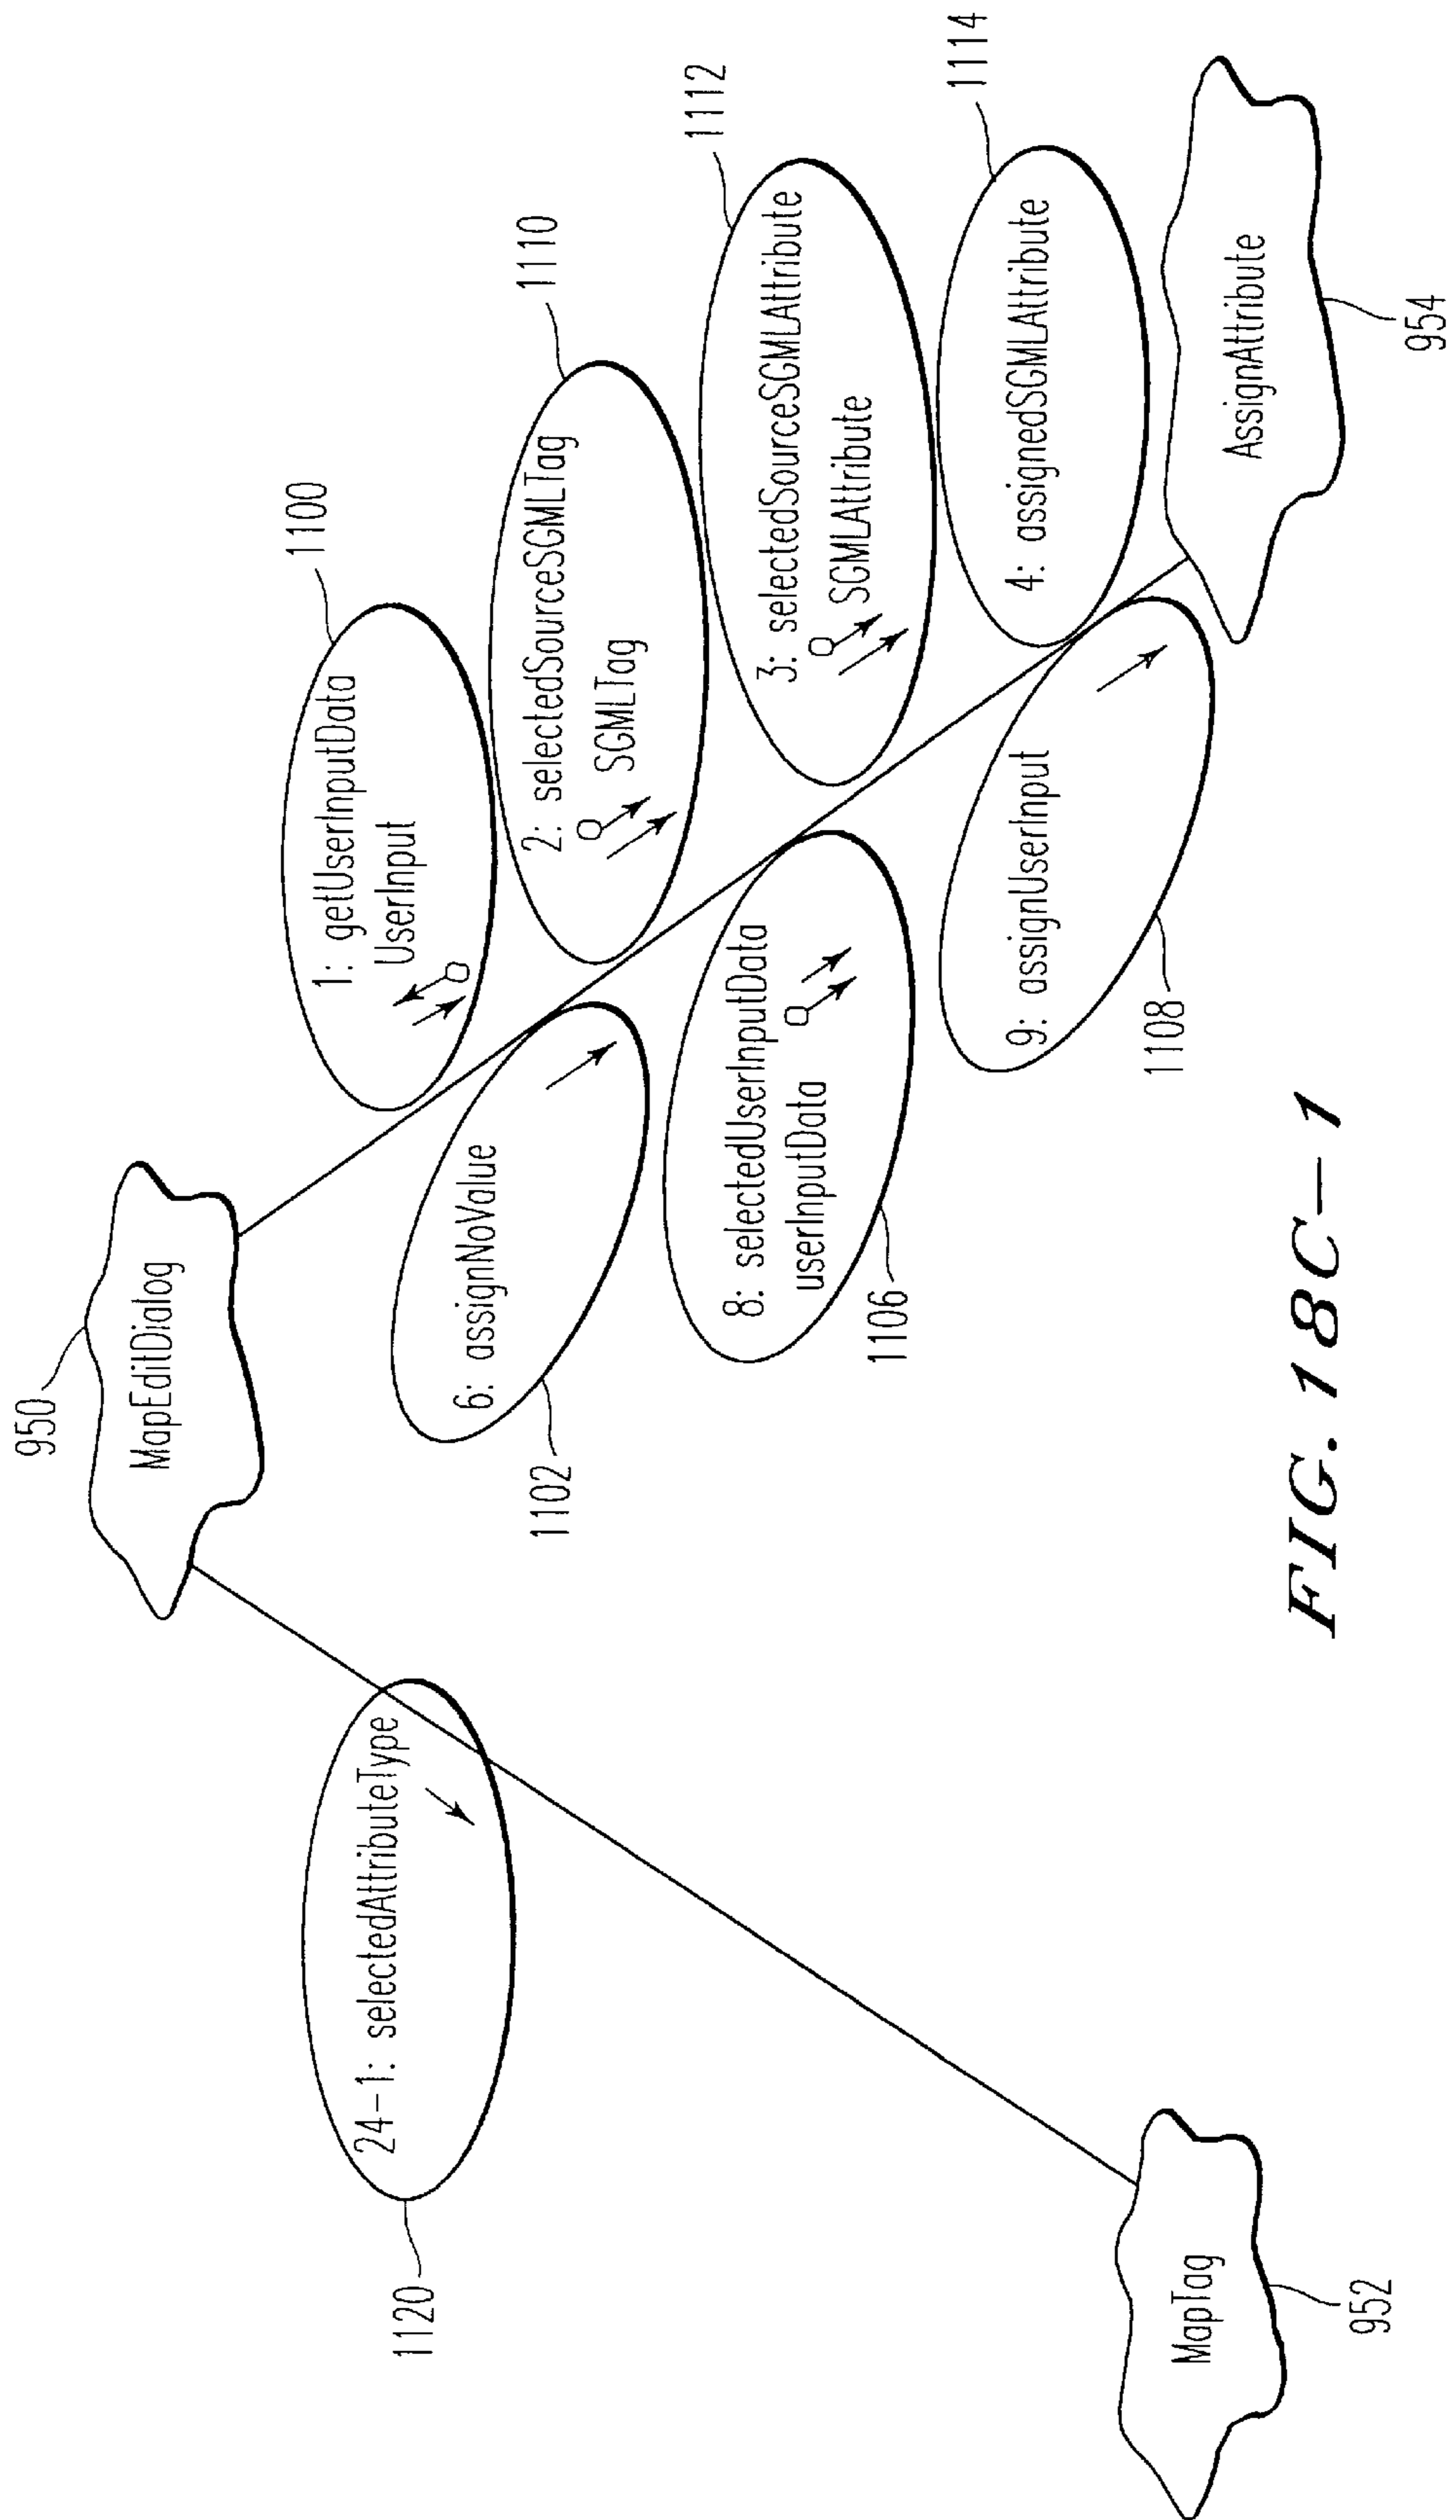 950
MapEditDialog
1120
24-1: selectedAttributeType
1100
1: getUserInputData
UserInput
1110
2: selectedSourceSGMLTag
SGMLTag
1112
3: selectedSourceSGMLAttribute
SGMLAttribute
1114
4: assignedSGMLAttribute
6: assignNoValue
1102
8: selectedUserInputData
userInputData
1106
9: assignUserInput
1108
AssignAttribute
954
MapTag
952
FIG. 18C-1